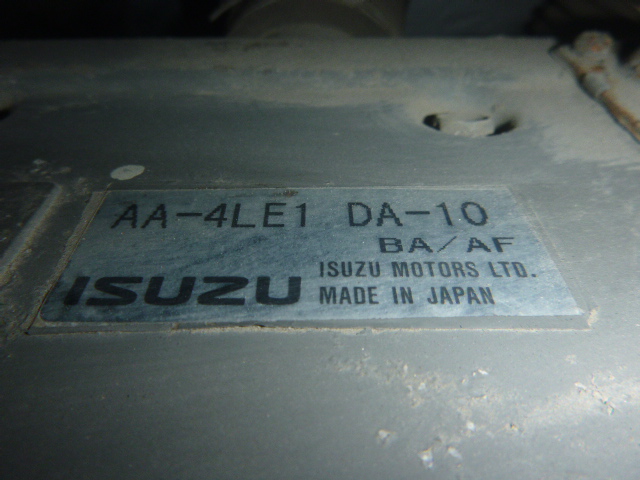 AA-4LE1 DA-10
BA/AF
ISUZU
ISUZU MOTORS LTD.
MADE IN JAPAN